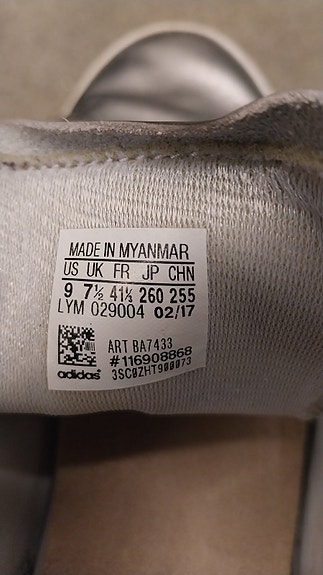 MADE IN MYANMAR
US UK FR JP CHN
9 7½ 41⅓ 260 255
LYM 029004 02/17
ART BA7433
#116908868
3SC0ZHT900073
adidas